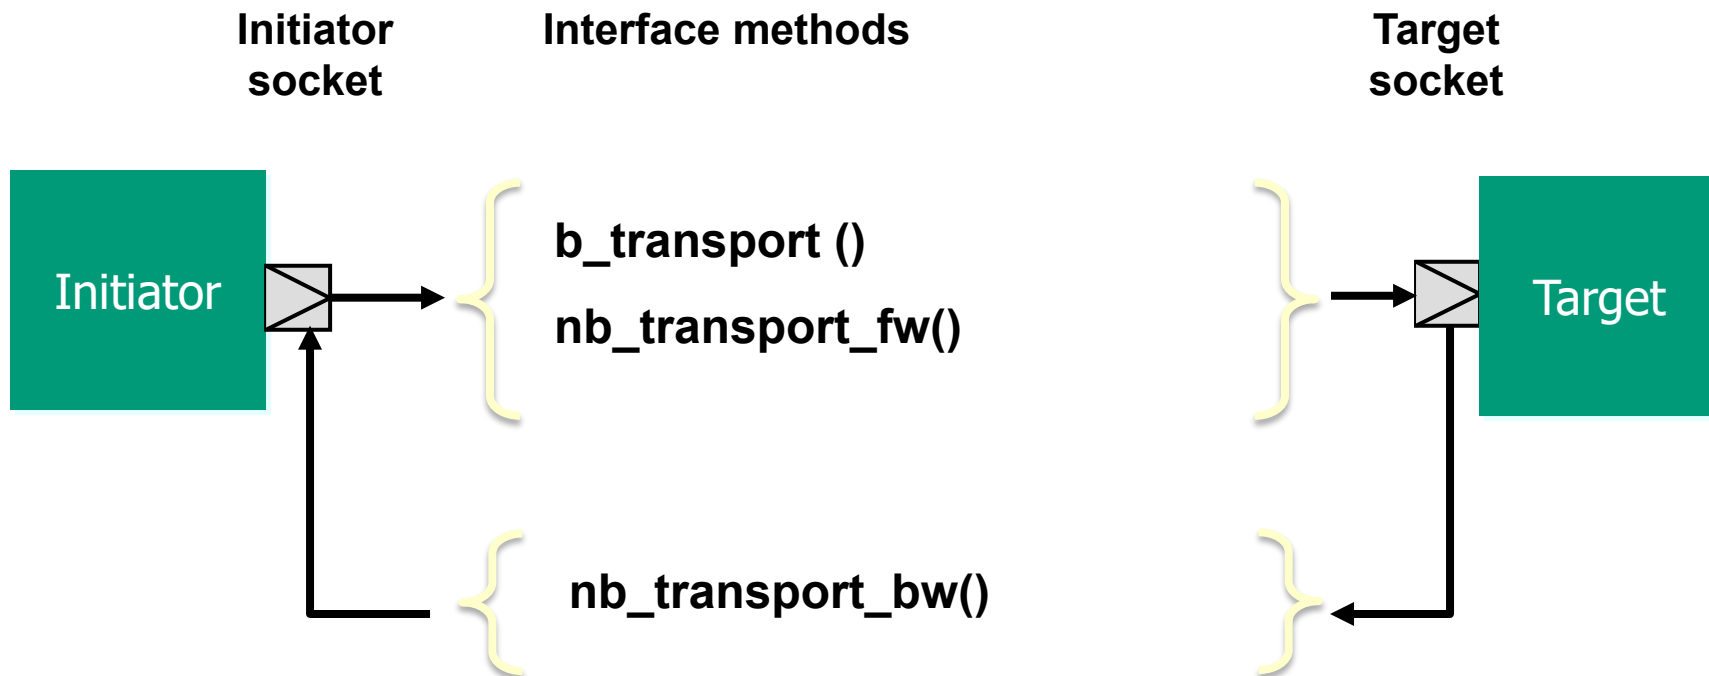 Initiator
socket
Interface methods
Target
socket
Initiator
b_transport ()
nb_transport_fw()
Target
nb_transport_bw()